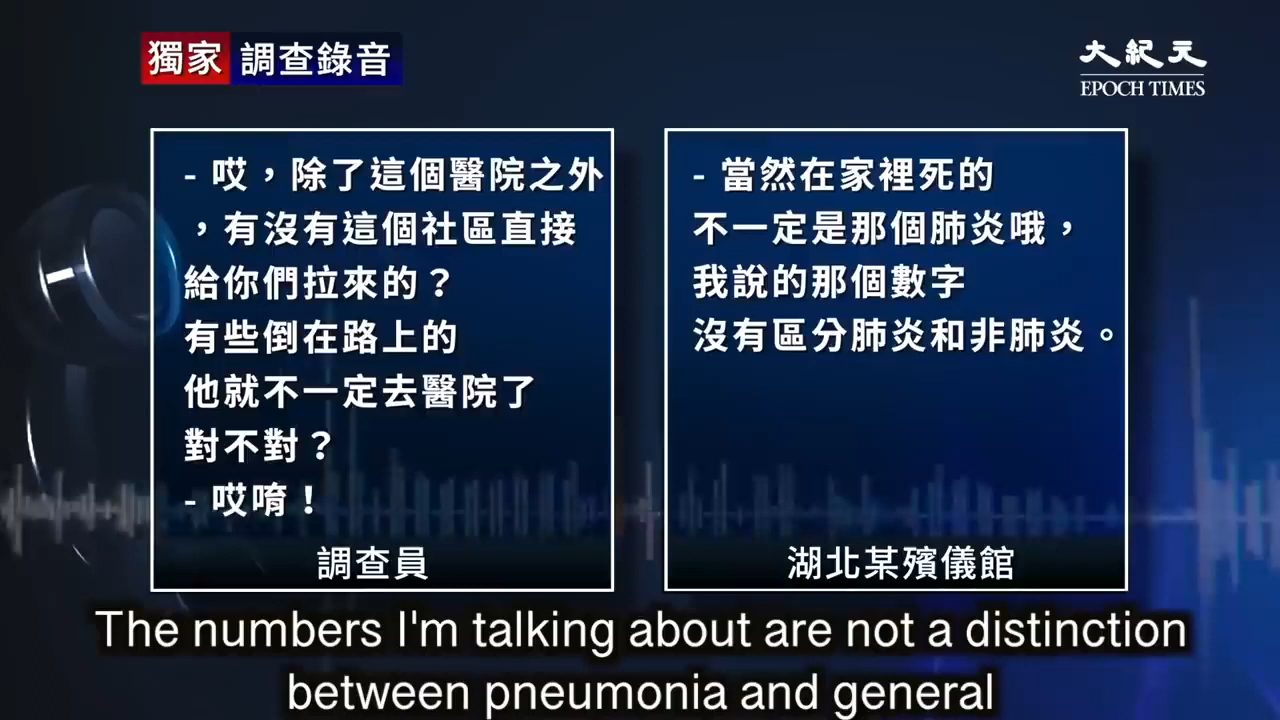 獨家 調查錄音
大紀元
EPOCH TIMES
- 哎，除了這個醫院之外
，有沒有這個社區直接
給你們拉來的？
有些倒在路上的
他就不一定去醫院了
對不對？
- 哎唷！
調查員
- 當然在家裡死的
不一定是那個肺炎哦，
我說的那個數字
沒有區分肺炎和非肺炎。
湖北某殯儀館
The numbers I'm talking about are not a distinction
between pneumonia and general